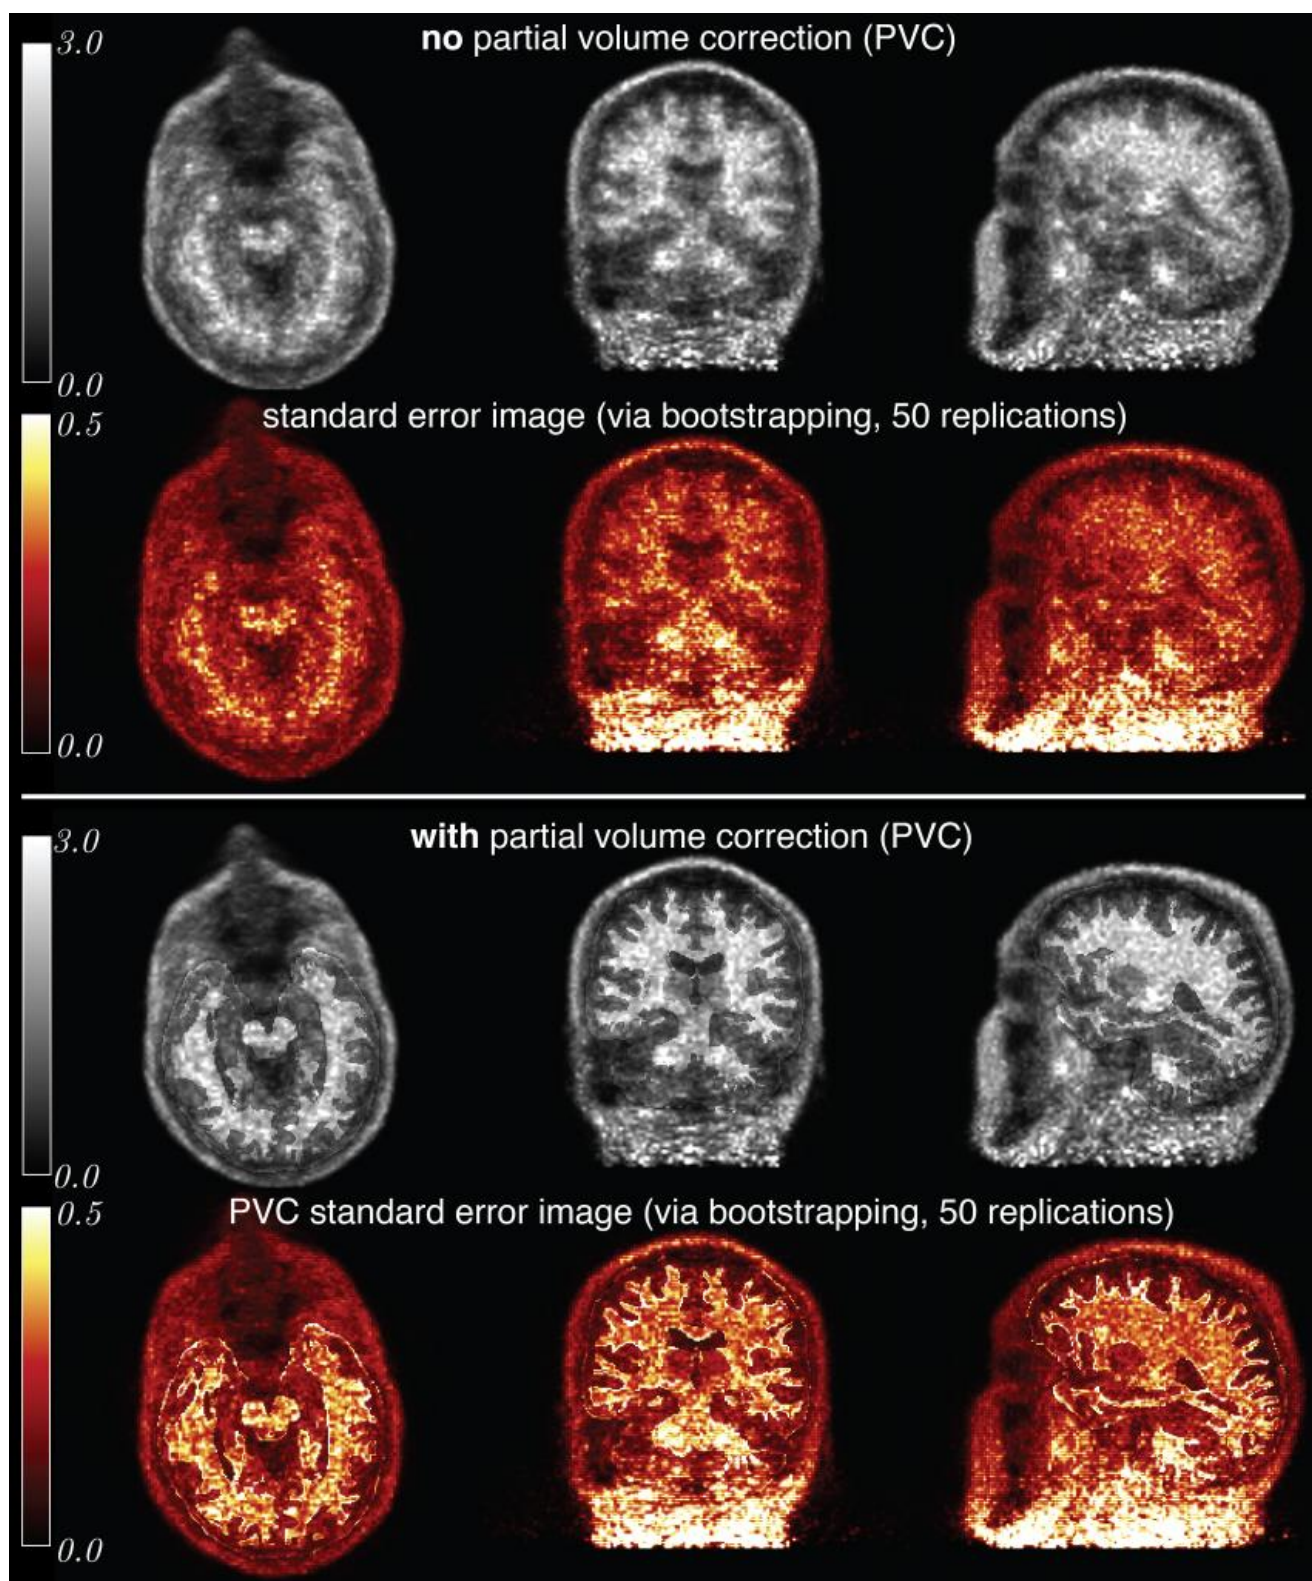 3.0
no partial volume correction (PVC)
0.0
0.5
standard error image (via bootstrapping, 50 replications)
0.0
3.0
with partial volume correction (PVC)
0.0
0.5
PVC standard error image (via bootstrapping, 50 replications)
0.0